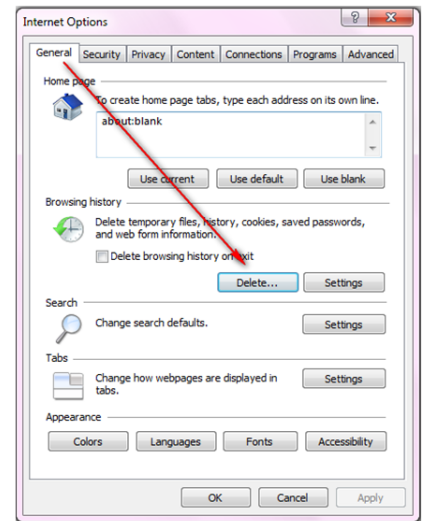 Internet Options
General Security Privacy Content Connections Programs Advanced
Home page
To create home page tabs, type each address on its own line.
about:blank
Use current Use default Use blank
Browsing history
Delete temporary files, history, cookies, saved passwords,
and web form information.
Delete browsing history on exit
Delete... Settings
Search
Change search defaults.
Settings
Tabs
Change how webpages are displayed in
tabs.
Settings
Appearance
Colors Languages Fonts Accessibility
OK Cancel Apply